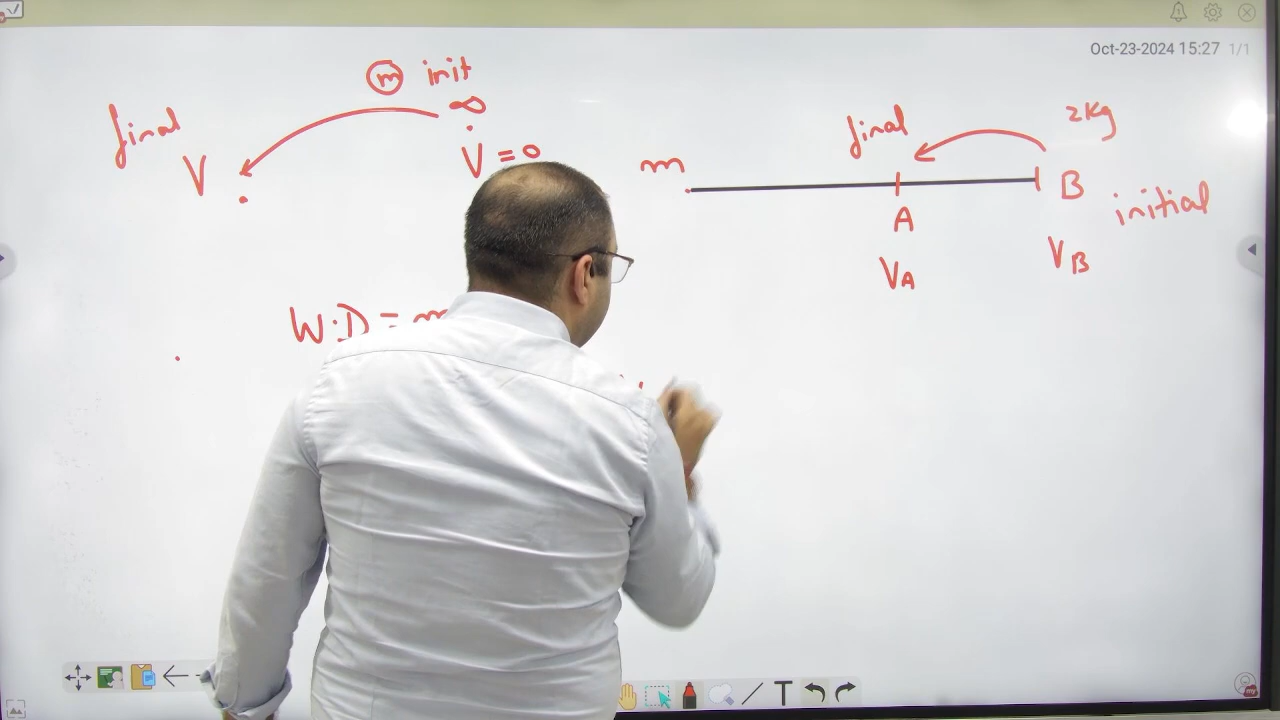 Oct-23-2024 15:27 1/1
m init
∞
final
V
V = 0
W.D = m
m
final
2Kg
A
B
initial
VA
VB
T